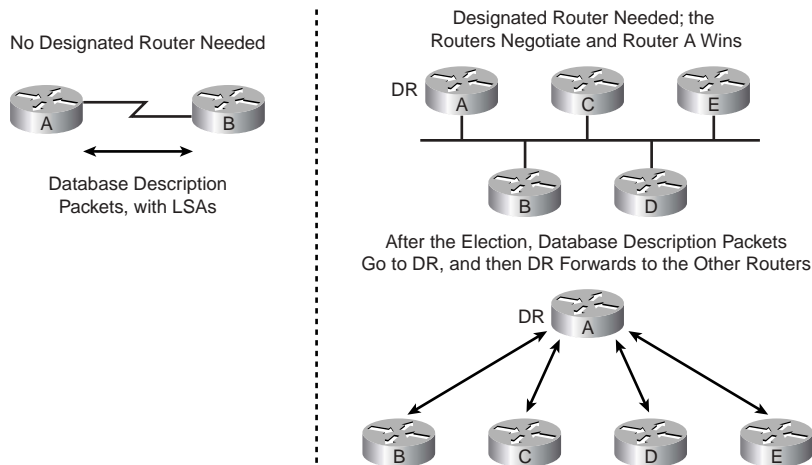 No Designated Router Needed
A
B
Database Description
Packets, with LSAs
Designated Router Needed; the
Routers Negotiate and Router A Wins
DR
A
C
E
B
D
After the Election, Database Description Packets
Go to DR, and then DR Forwards to the Other Routers
DR
A
B
C
D
E